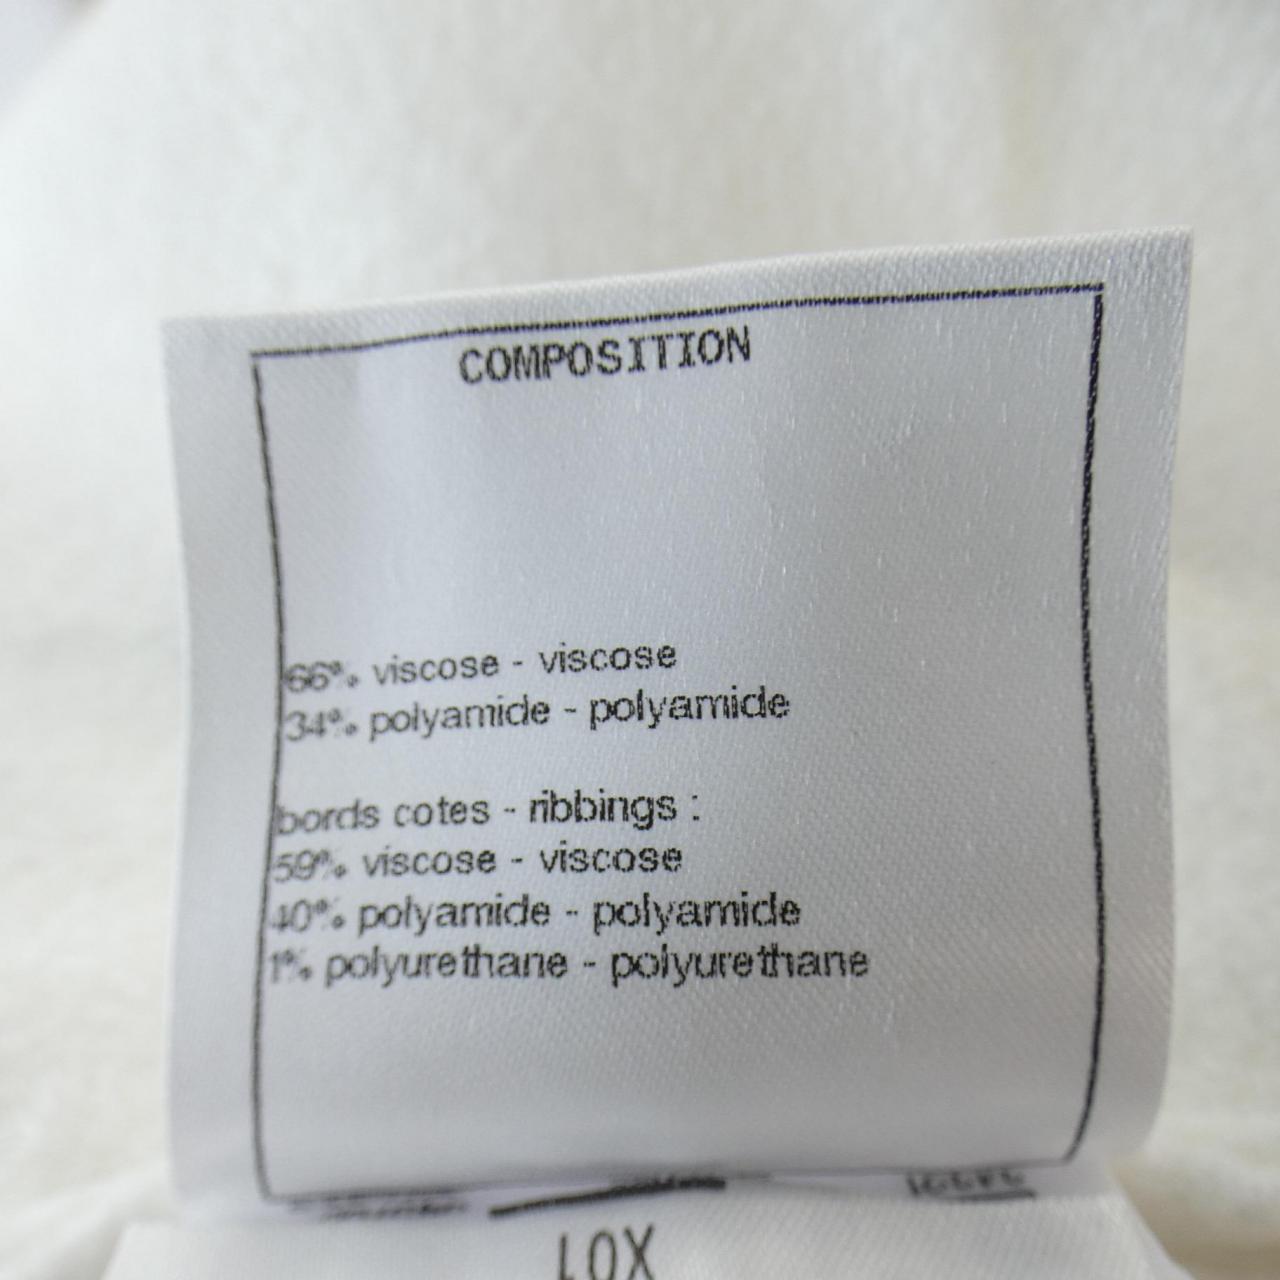 COMPOSITION
66% viscose - viscose
34% polyamide - polyamide
bords cotes - ribbings :
59% viscose - viscose
40% polyamide - polyamide
1% polyurethane - polyurethane